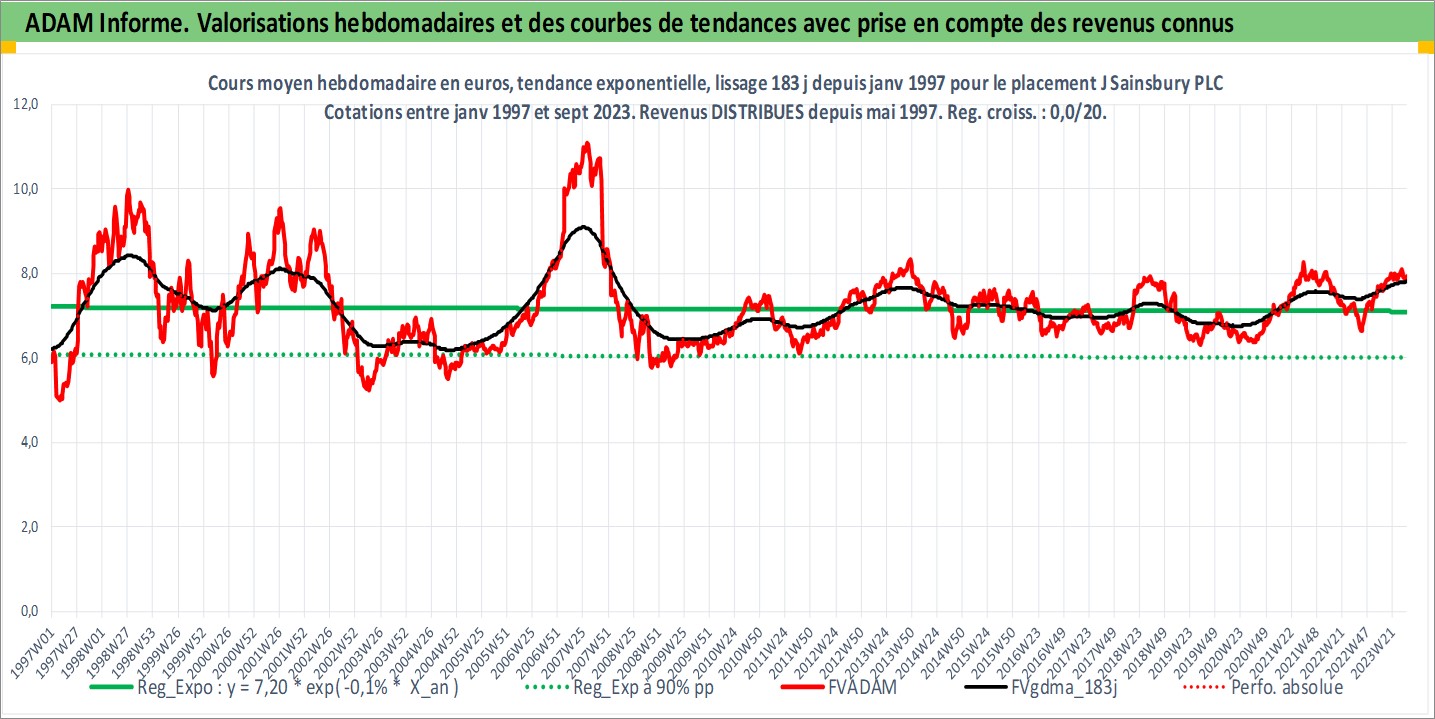 ADAM Informe. Valorisations hebdomadaires et des courbes de tendances avec prise en compte des revenus connus
Cours moyen hebdomadaire en euros, tendance exponentielle, lissage 183 j depuis janv 1997 pour le placement J Sainsbury PLC
Cotations entre janv 1997 et sept 2023. Revenus DISTRIBUES depuis mai 1997. Reg. croiss. : 0,0/20.
12,0
10,0
8,0
6,0
4,0
2,0
0,0
1997W01
1997W27
1998W01
1998W27
1998W53
1999W26
1999W52
2000W26
2000W52
2001W26
2001W52
2002W26
2002W52
2003W26
2003W52
2004W26
2004W52
2005W25
2005W51
2006W25
2006W51
2007W25
2007W51
2008W25
2008W51
2009W25
2009W51
2010W24
2010W50
2011W24
2011W50
2012W24
2012W50
2013W24
2013W50
2014W24
2014W50
2015W24
2015W50
2016W23
2016W49
2017W23
2017W49
2018W23
2018W49
2019W23
2019W49
2020W23
2020W49
2021W22
2021W48
2022W21
2022W47
2023W21
Reg_Expo : y = 7,20 * exp( -0,1% * X_an )
Reg_Exp à 90% pp
FVADAM
FVgdma_183j
Perfo. absolue